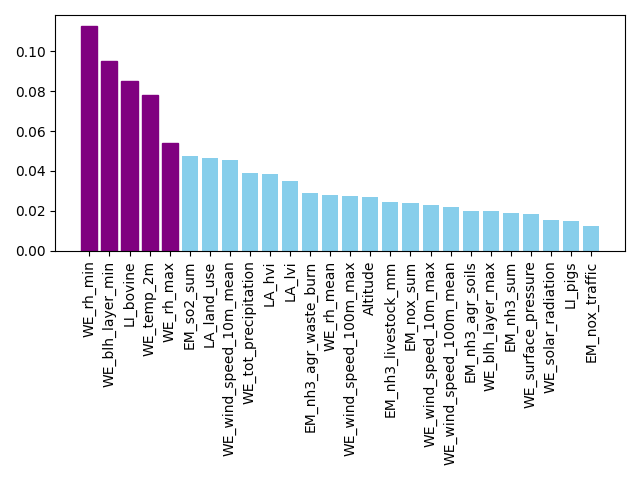 0.10
0.08
0.06
0.04
0.02
0.00
WE_rh_min
WE_blh_layer_min
LI_bovine
WE_temp_2m
WE_rh_max
EM_so2_sum
LA_land_use
WE_wind_speed_10m_mean
WE_tot_precipitation
LA_hvi
LA_lvi
EM_nh3_agr_waste_burn
WE_rh_mean
WE_wind_speed_100m_max
Altitude
EM_nh3_livestock_mm
EM_nox_sum
WE_wind_speed_10m_max
WE_wind_speed_100m_mean
EM_nh3_agr_soils
WE_blh_layer_max
EM_nh3_sum
WE_surface_pressure
WE_solar_radiation
LI_pigs
EM_nox_traffic